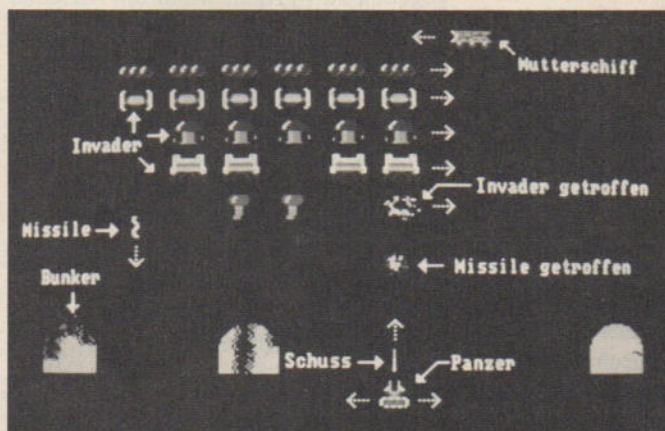 Mutterschiff
Invader
Invader getroffen
Missile
Missile getroffen
Bunker
Schuss
Panzer